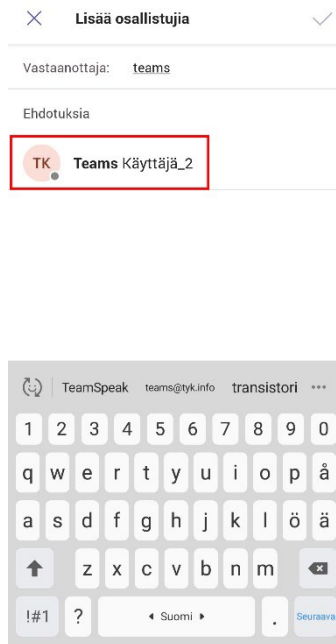 Lisää osallistujia
Vastaanottaja: teams
Ehdotuksia
TK Teams Käyttäjä_2
TeamSpeak teams@tyk.info transistori
1 2 3 4 5 6 7 8 9 0
q w e r t y u i o p å
a s d f g h j k l ö ä
z x c v b n m
!#1 ? Suomi . Seuraava